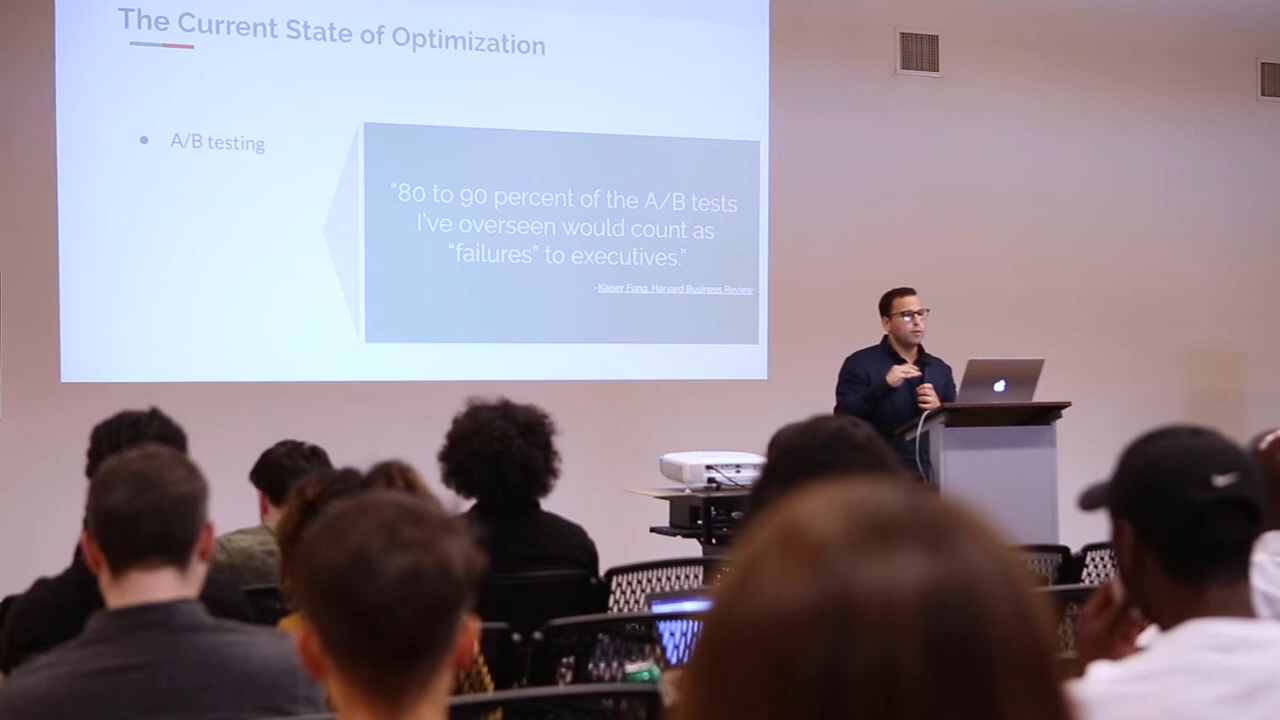 The Current State of Optimization
A/B testing
“80 to 90 percent of the A/B tests
I've overseen would count as
“failures” to executives.”
-Kaiser Fung, Harvard Business Review